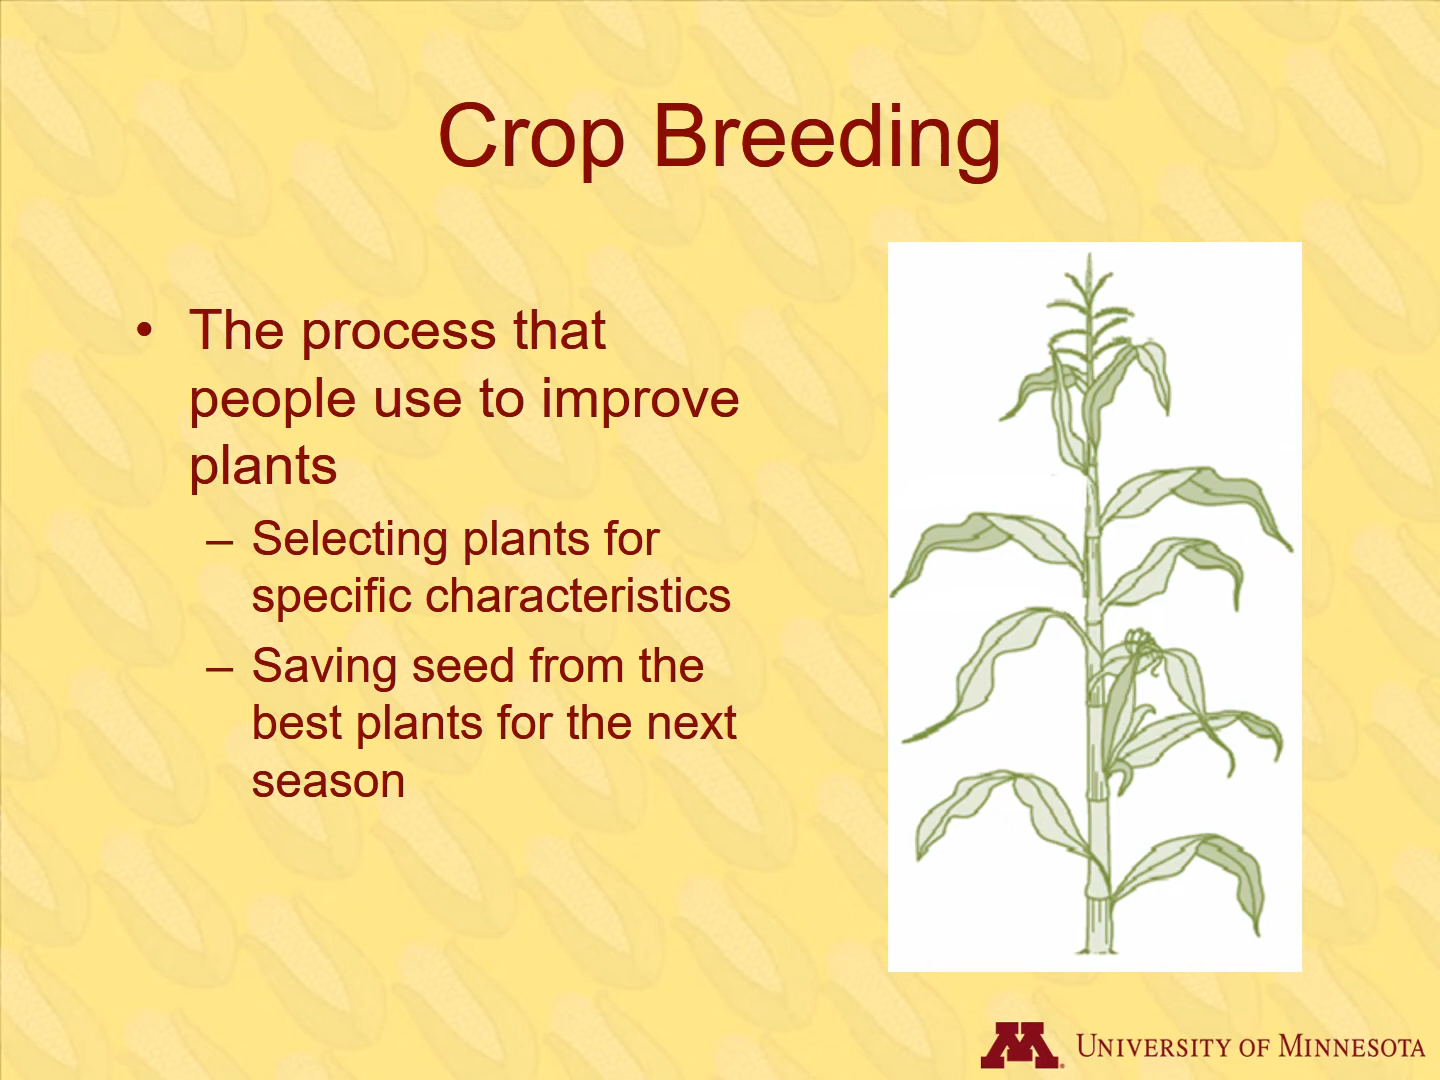 Crop Breeding
• The process that
people use to improve
plants
– Selecting plants for
specific characteristics
– Saving seed from the
best plants for the next
season
M
UNIVERSITY OF MINNESOTA